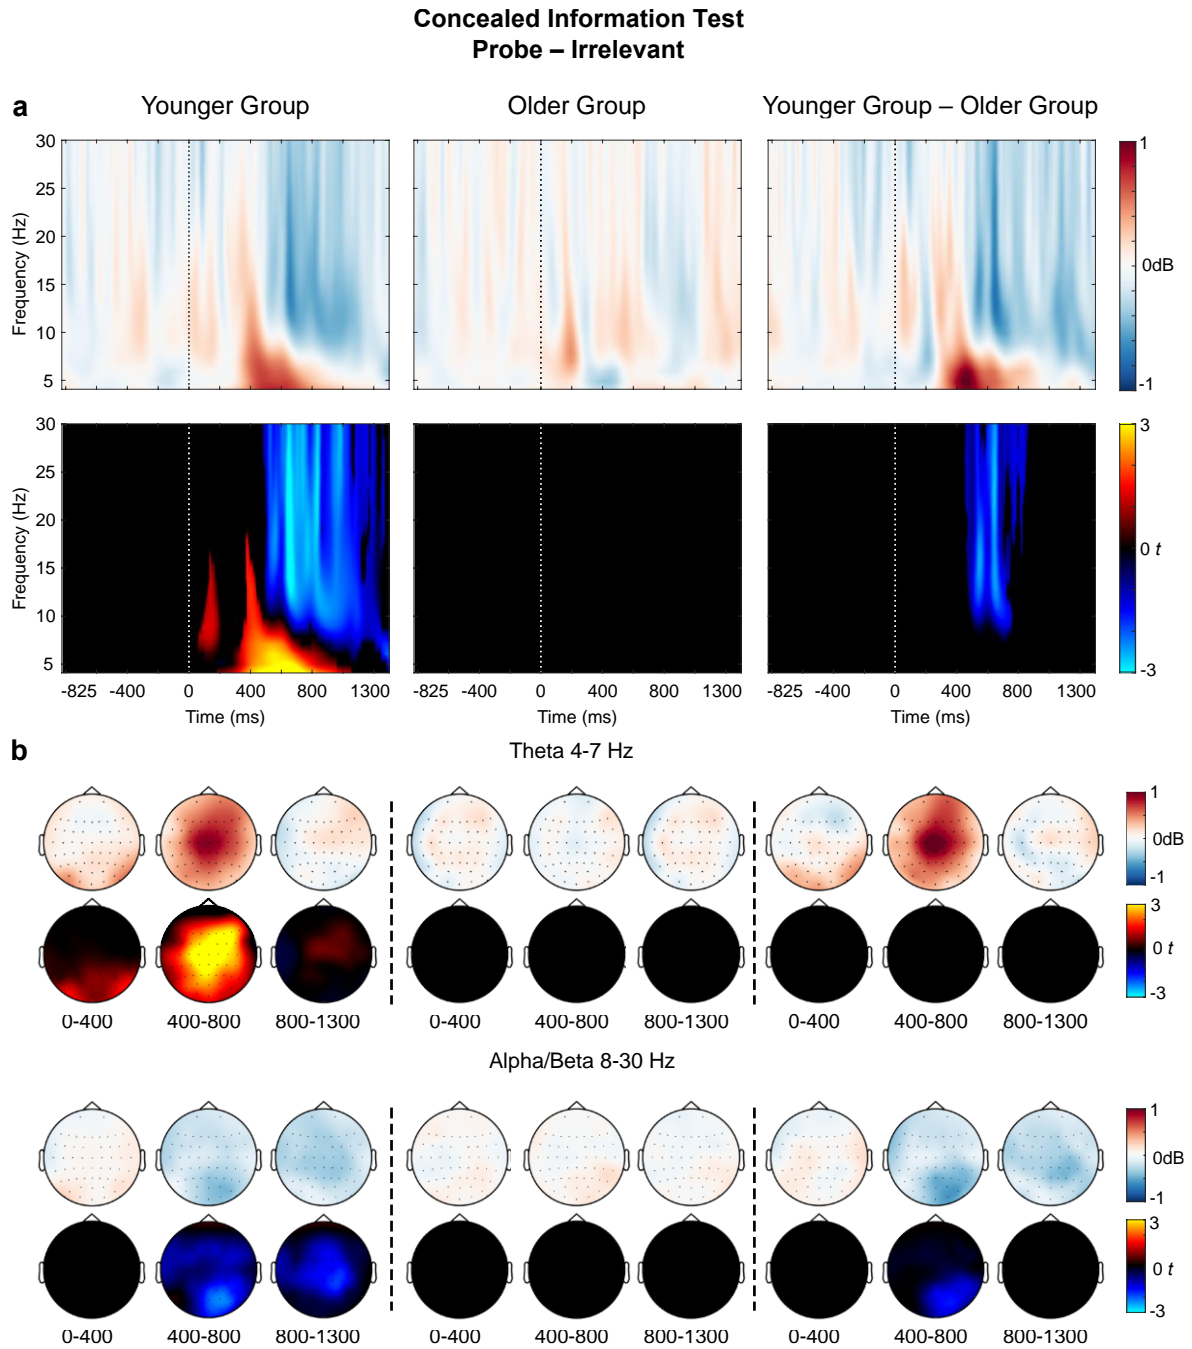 Concealed Information Test
Probe – Irrelevant
a
Younger Group
Older Group
Younger Group – Older Group
Frequency (Hz)
30
25
20
15
10
5
1
0dB
-1
Frequency (Hz)
30
25
20
15
10
5
3
0 t
-3
-825 -400 0 400 800 1300
-825 -400 0 400 800 1300
-825 -400 0 400 800 1300
Time (ms)
Time (ms)
Time (ms)
b
Theta 4-7 Hz
1
0dB
-1
3
0 t
-3
0-400 400-800 800-1300
0-400 400-800 800-1300
0-400 400-800 800-1300
Alpha/Beta 8-30 Hz
1
0dB
-1
3
0 t
-3
0-400 400-800 800-1300
0-400 400-800 800-1300
0-400 400-800 800-1300